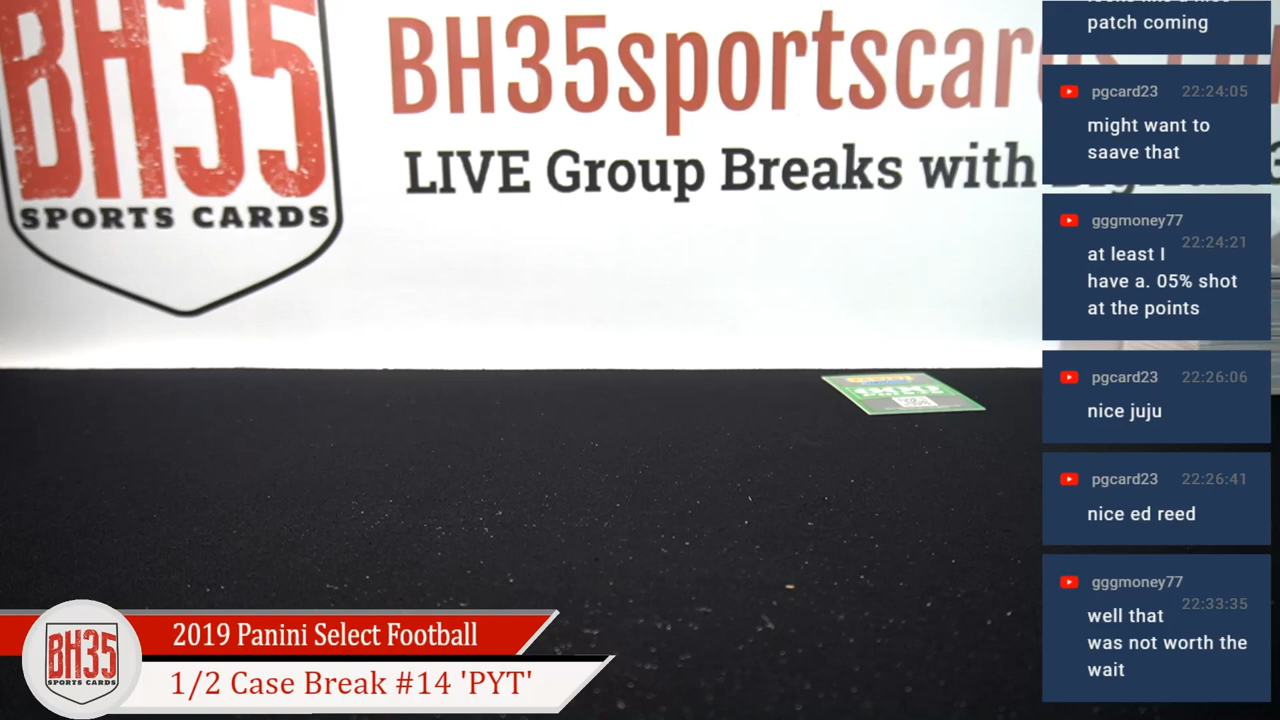 BH35
SPORTS CARDS
BH35sportscar
LIVE Group Breaks with
patch coming
pgcard23 22:24:05
might want to
saave that
gggmoney77
22:24:21
at least I
have a. 05% shot
at the points
pgcard23 22:26:06
nice juju
pgcard23 22:26:41
nice ed reed
gggmoney77
22:33:35
well that
was not worth the
wait
BH35
SPORTS CARDS
2019 Panini Select Football
1/2 Case Break #14 'PYT'